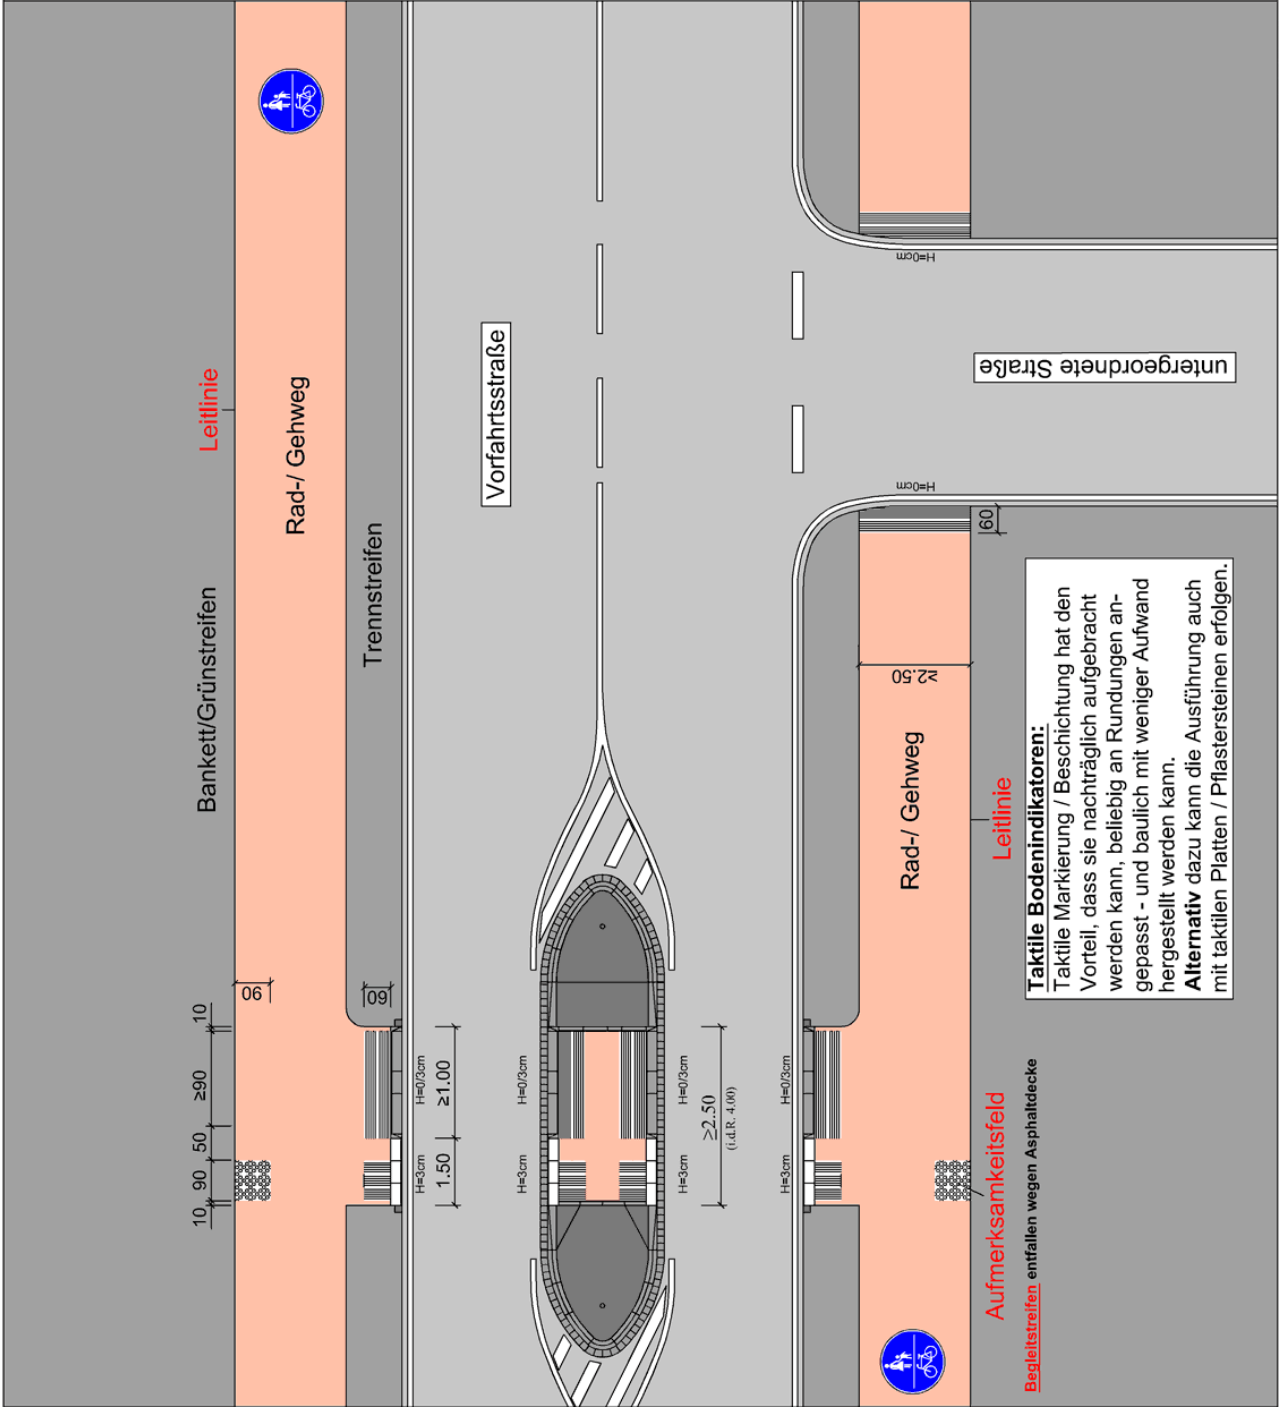 Bankett/Grünstreifen
Leitlinie
Rad-/ Gehweg
Trennstreifen
Vorfahrtsstraße
untergeordnete Straße
H=0cm
H=0cm
60
≥2.50
90
60
10
≥90
50
90
10
H=0/3cm
H=3cm
≥1.00
1.50
H=0/3cm
H=3cm
H=0/3cm
H=3cm
≥2.50
(i.d.R. 4.00)
H=0/3cm
H=3cm
Rad-/ Gehweg
Leitlinie
Aufmerksamkeitsfeld
Begleitstreifen entfallen wegen Asphaltdecke
Taktile Bodenindikatoren:
Taktile Markierung / Beschichtung hat den
Vorteil, dass sie nachträglich aufgebracht
werden kann, beliebig an Rundungen an-
gepasst - und baulich mit weniger Aufwand
hergestellt werden kann.
Alternativ dazu kann die Ausführung auch
mit taktilen Platten / Pflastersteinen erfolgen.